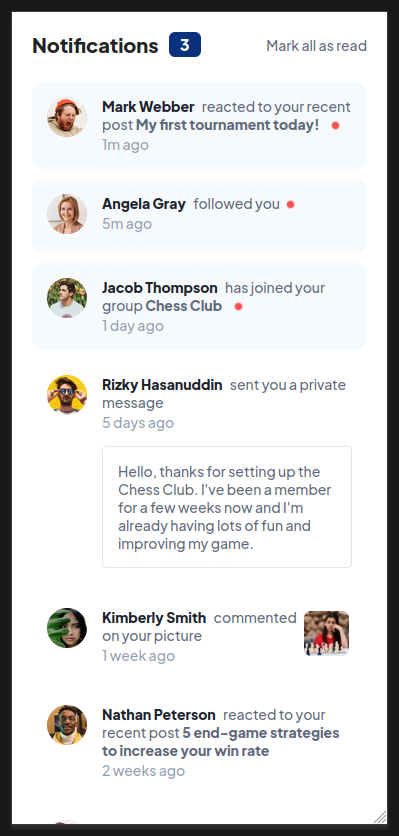 Notifications 3 Mark all as read
Mark Webber reacted to your recent
post My first tournament today!
1m ago
Angela Gray followed you
5m ago
Jacob Thompson has joined your
group Chess Club
1 day ago
Rizky Hasanuddin sent you a private
message
5 days ago
Hello, thanks for setting up the
Chess Club. I've been a member
for a few weeks now and I'm
already having lots of fun and
improving my game.
Kimberly Smith commented
on your picture
1 week ago
Nathan Peterson reacted to your
recent post 5 end-game strategies
to increase your win rate
2 weeks ago